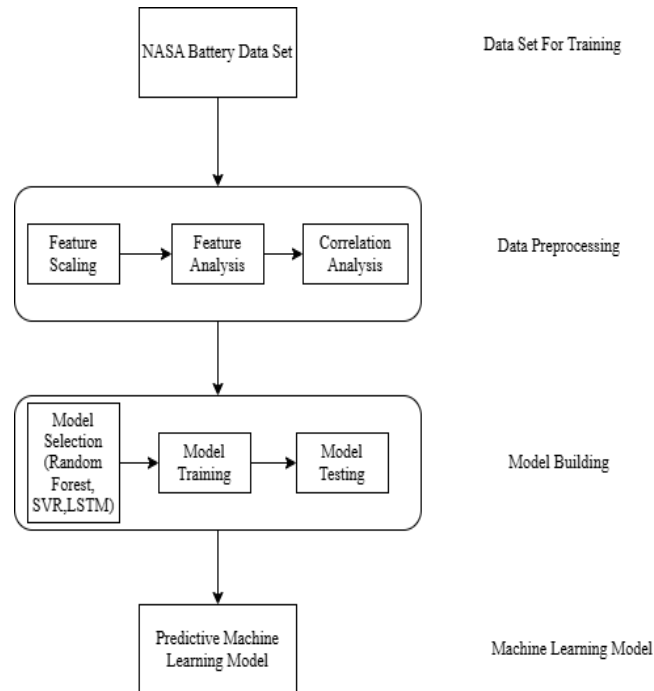 NASA Battery Data Set
Data Set For Training
Feature
Scaling
Feature
Analysis
Correlation
Analysis
Data Preprocessing
Model
Selection
(Random
Forest,
SVR,LSTM)
Model
Training
Model
Testing
Model Building
Predictive Machine
Learning Model
Machine Learning Model